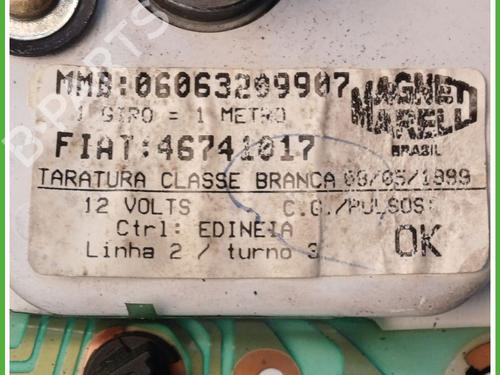 MMB:06063209907
1 GIRO = 1 METRO
MAGNETI
MARELLI
BRASIL
FIAT:46741017
TARATURA CLASSE BRANCA 08/05/1999
12 VOLTS C.G./PULSOS
Ctrl: EDINEIA
OK
Linha 2 / turno 3